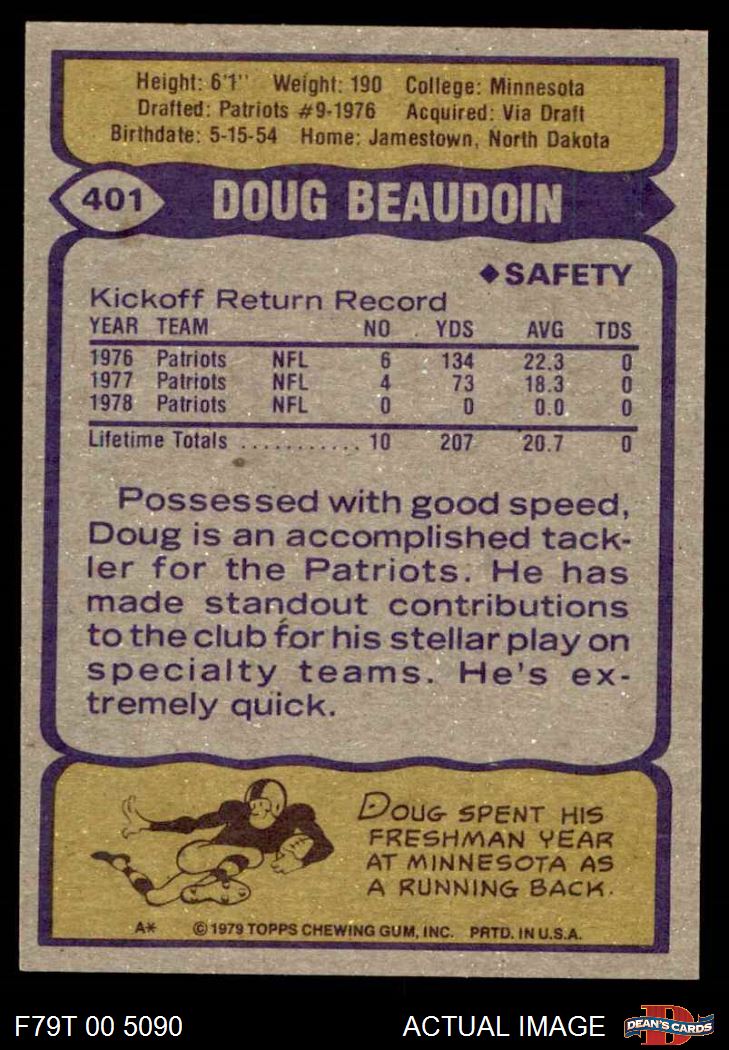 Height: 6'1" Weight: 190 College: Minnesota
Drafted: Patriots #9-1976 Acquired: Via Draft
Birthdate: 5-15-54 Home: Jamestown, North Dakota
401 DOUG BEAUDOIN
◆SAFETY
Kickoff Return Record
YEAR TEAM NO YDS AVG TDS
1976 Patriots NFL 6 134 22.3 0
1977 Patriots NFL 4 73 18.3 0
1978 Patriots NFL 0 0 0.0 0
Lifetime Totals ............ 10 207 20.7 0
Possessed with good speed,
Doug is an accomplished tack-
ler for the Patriots. He has
made standout contributions
to the club for his stellar play on
specialty teams. He's ex-
tremely quick.
DOUG SPENT HIS
FRESHMAN YEAR
AT MINNESOTA AS
A RUNNING BACK.
A* ©1979 TOPPS CHEWING GUM, INC. PRTD. IN U.S.A.
F79T 00 5090 ACTUAL IMAGE D DEAN'S CARDS